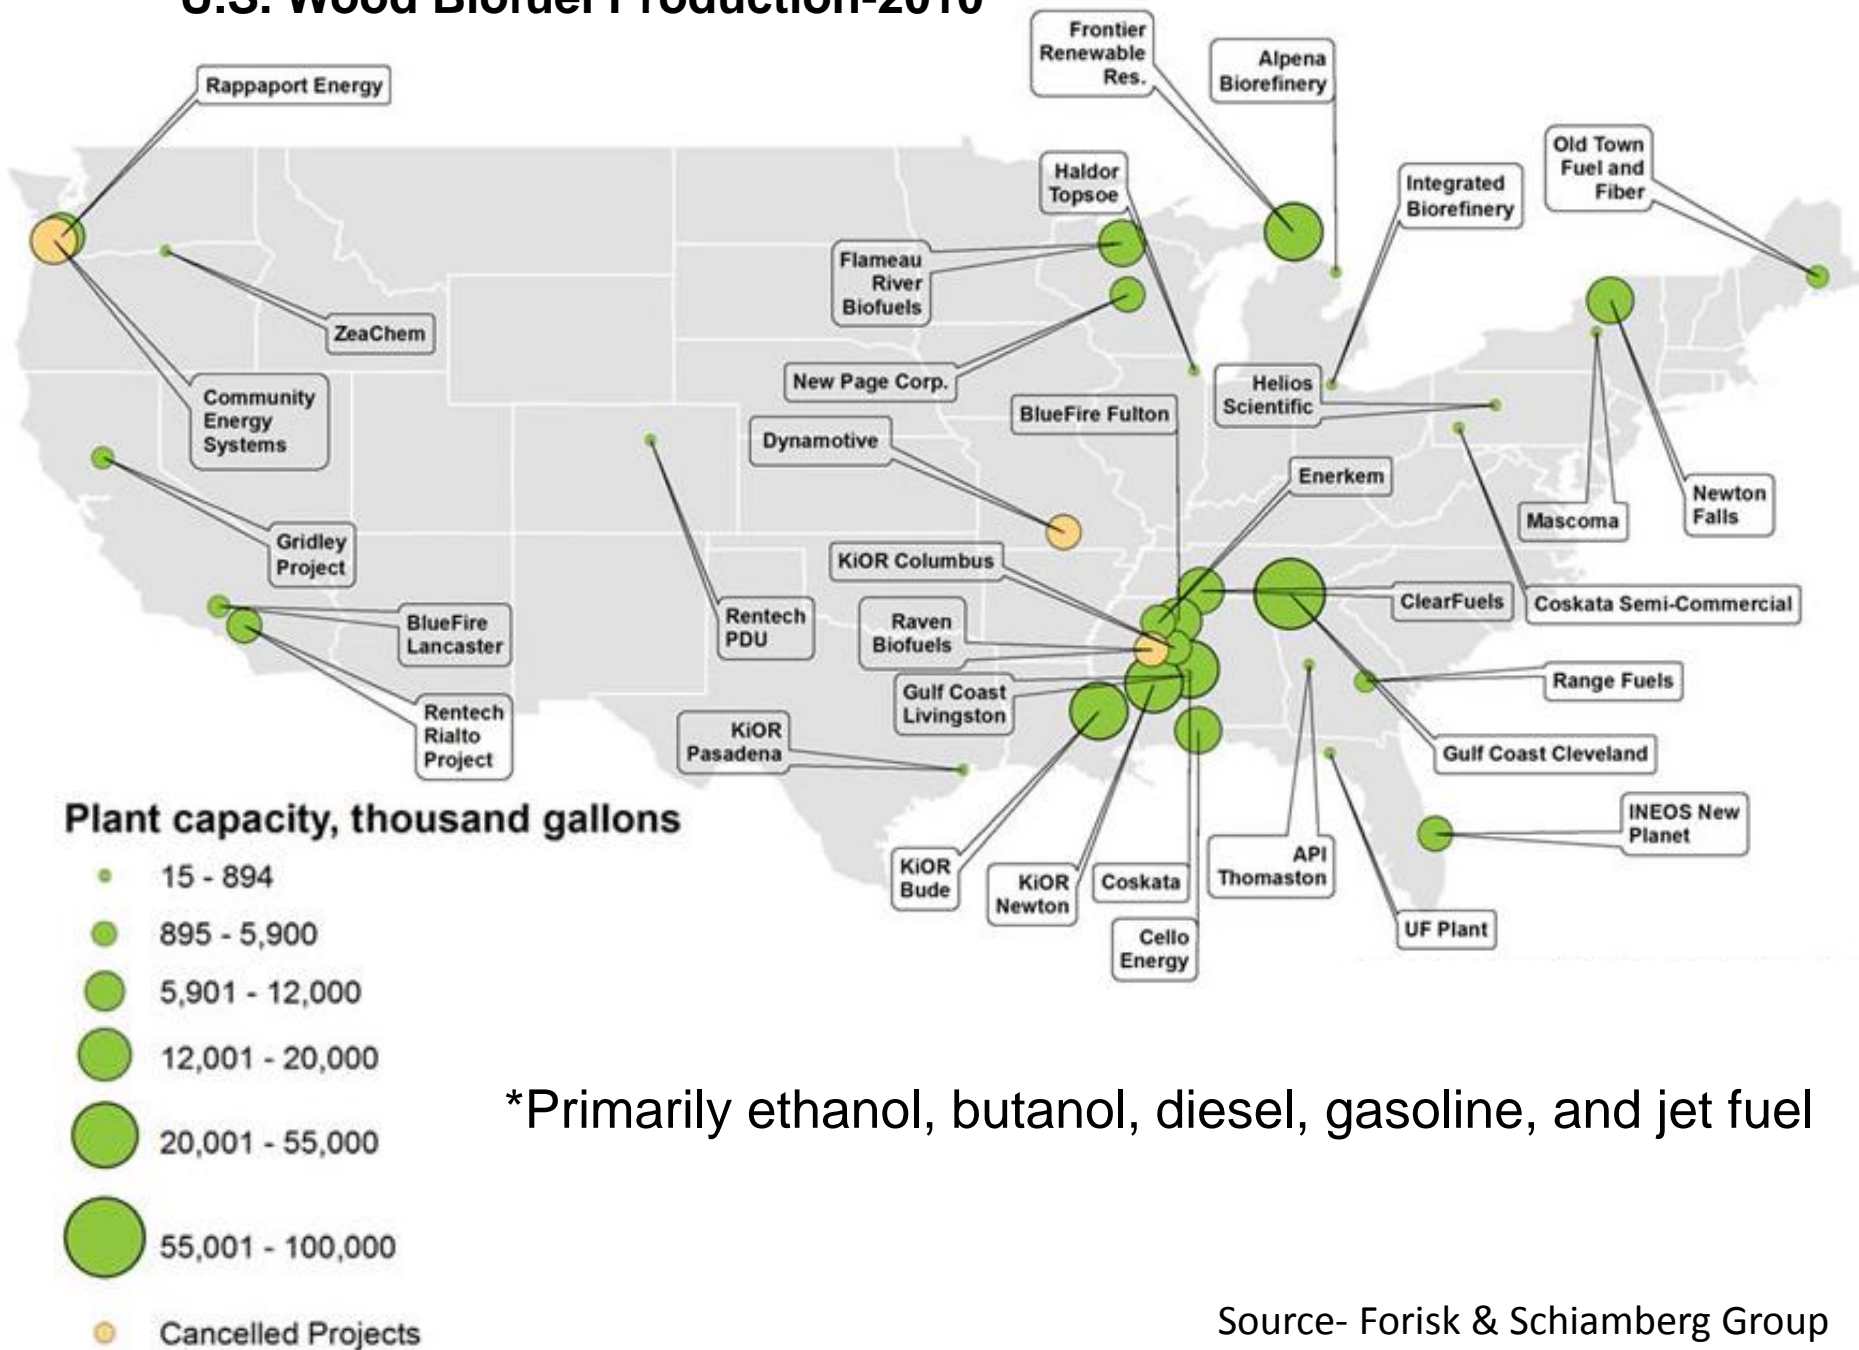 U.S. Wood Biofuel Production-2010
Frontier
Renewable
Res.
Alpena
Biorefinery
Rappaport Energy
Old Town
Fuel and
Fiber
Haldor
Topsoe
Integrated
Biorefinery
Flameau
River
Biofuels
ZeaChem
New Page Corp.
Helios
Scientific
Community
Energy
Systems
BlueFire Fulton
Dynamotive
Enerkem
Newton
Falls
Mascoma
Gridley
Project
KiOR Columbus
ClearFuels
Coskata Semi-Commercial
BlueFire
Lancaster
Rentech
PDU
Raven
Biofuels
Range Fuels
Gulf Coast
Livingston
Rentech
Rialto
Project
KiOR
Pasadena
Gulf Coast Cleveland
INEOS New
Planet
KiOR
Bude
KiOR
Newton
Coskata
API
Thomaston
UF Plant
Cello
Energy
Plant capacity, thousand gallons
15 - 894
895 - 5,900
5,901 - 12,000
12,001 - 20,000
20,001 - 55,000
55,001 - 100,000
Cancelled Projects
*Primarily ethanol, butanol, diesel, gasoline, and jet fuel
Source- Forisk & Schiamberg Group